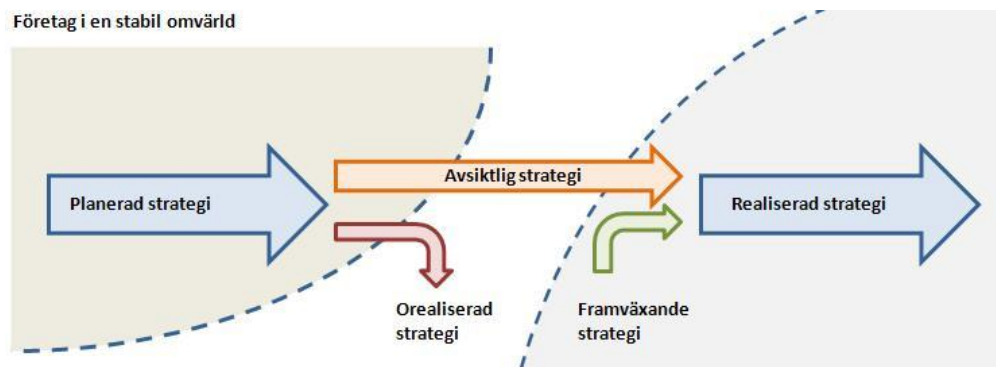 Företag i en stabil omvärld
Avsiktlig strategi
Planerad strategi
Realiserad strategi
Orealiserad
strategi
Framväxande
strategi